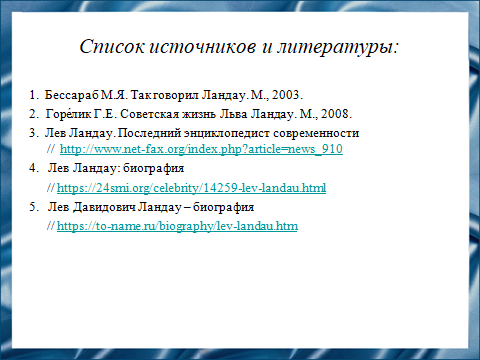 Список источников и литературы:
1. Бессараб М.Я. Так говорил Ландау. М., 2003.
2. Горе́лик Г.Е. Советская жизнь Льва Ландау. М., 2008.
3. Лев Ландау. Последний энциклопедист современности
// http://www.net-fax.org/index.php?article=news_910
4. Лев Ландау: биография
//https://24smi.org/celebrity/14259-lev-landau.html
5. Лев Давидович Ландау – биография
//https://to-name.ru/biography/lev-landau.htm